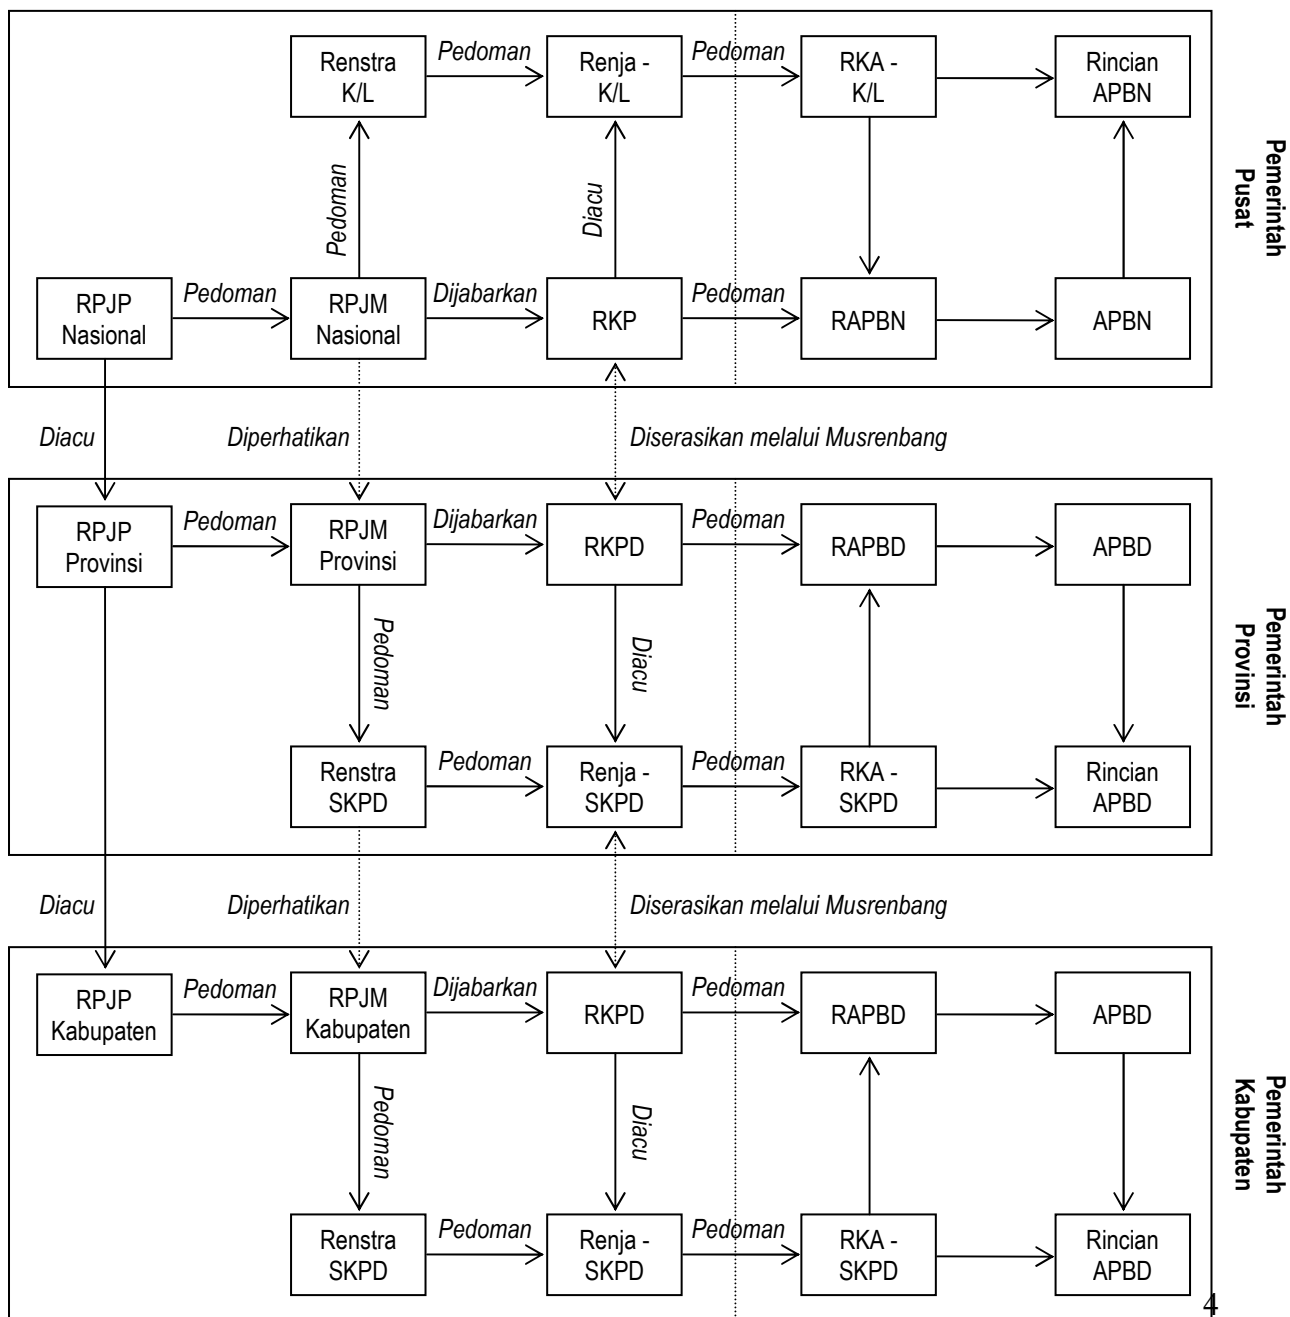 Renstra
K/L
Pedoman
Renja -
K/L
Pedoman
RKA -
K/L
Rincian
APBN
Pedoman
Diacu
Pemerintah
Pusat
RPJP
Nasional
Pedoman
RPJM
Nasional
Dijabarkan
RKP
Pedoman
RAPBN
APBN
Diacu
Diperhatikan
Diserasikan melalui Musrenbang
RPJP
Provinsi
Pedoman
RPJM
Provinsi
Dijabarkan
RKPD
Pedoman
RAPBD
APBD
Pedoman
Diacu
Pemerintah
Provinsi
Renstra
SKPD
Pedoman
Renja -
SKPD
Pedoman
RKA -
SKPD
Rincian
APBD
Diacu
Diperhatikan
Diserasikan melalui Musrenbang
RPJP
Kabupaten
Pedoman
RPJM
Kabupaten
Dijabarkan
RKPD
Pedoman
RAPBD
APBD
Pedoman
Diacu
Pemerintah
Kabupaten
Renstra
SKPD
Pedoman
Renja -
SKPD
Pedoman
RKA -
SKPD
Rincian
APBD
4